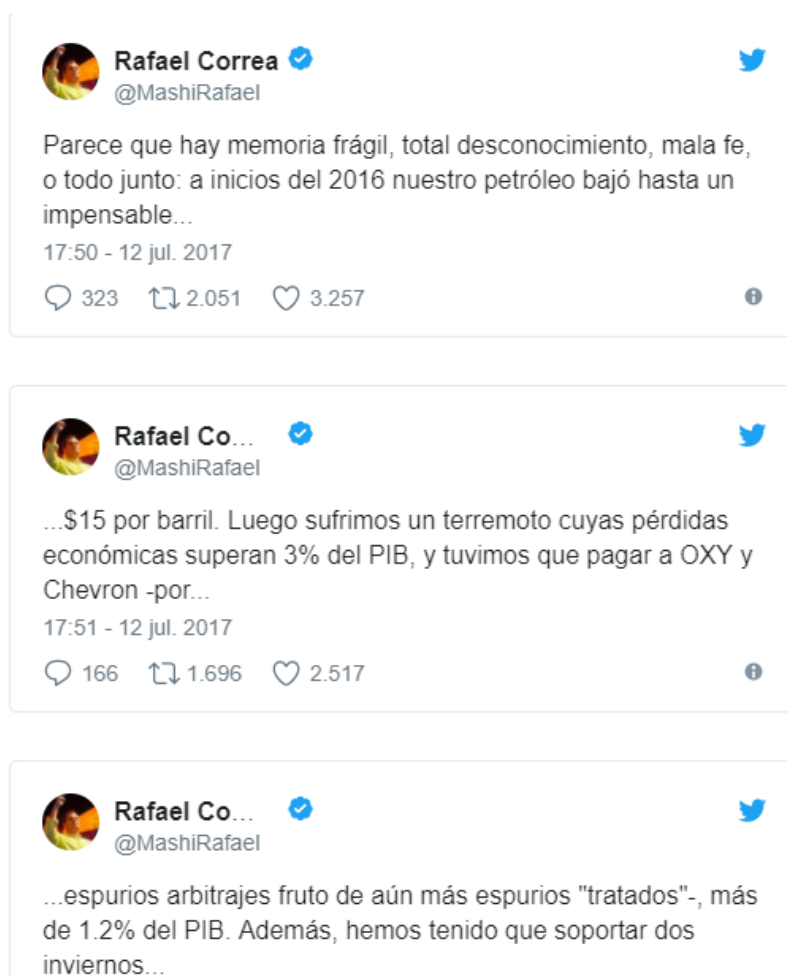 Rafael Correa
@MashiRafael
Parece que hay memoria frágil, total desconocimiento, mala fe,
o todo junto: a inicios del 2016 nuestro petróleo bajó hasta un
impensable...
17:50 - 12 jul. 2017
323 2.051 3.257
Rafael Co...
@MashiRafael
...$15 por barril. Luego sufrimos un terremoto cuyas pérdidas
económicas superan 3% del PIB, y tuvimos que pagar a OXY y
Chevron -por...
17:51 - 12 jul. 2017
166 1.696 2.517
Rafael Co...
@MashiRafael
...espurios arbitrajes fruto de aún más espurios "tratados"-, más
de 1.2% del PIB. Además, hemos tenido que soportar dos
inviernos...